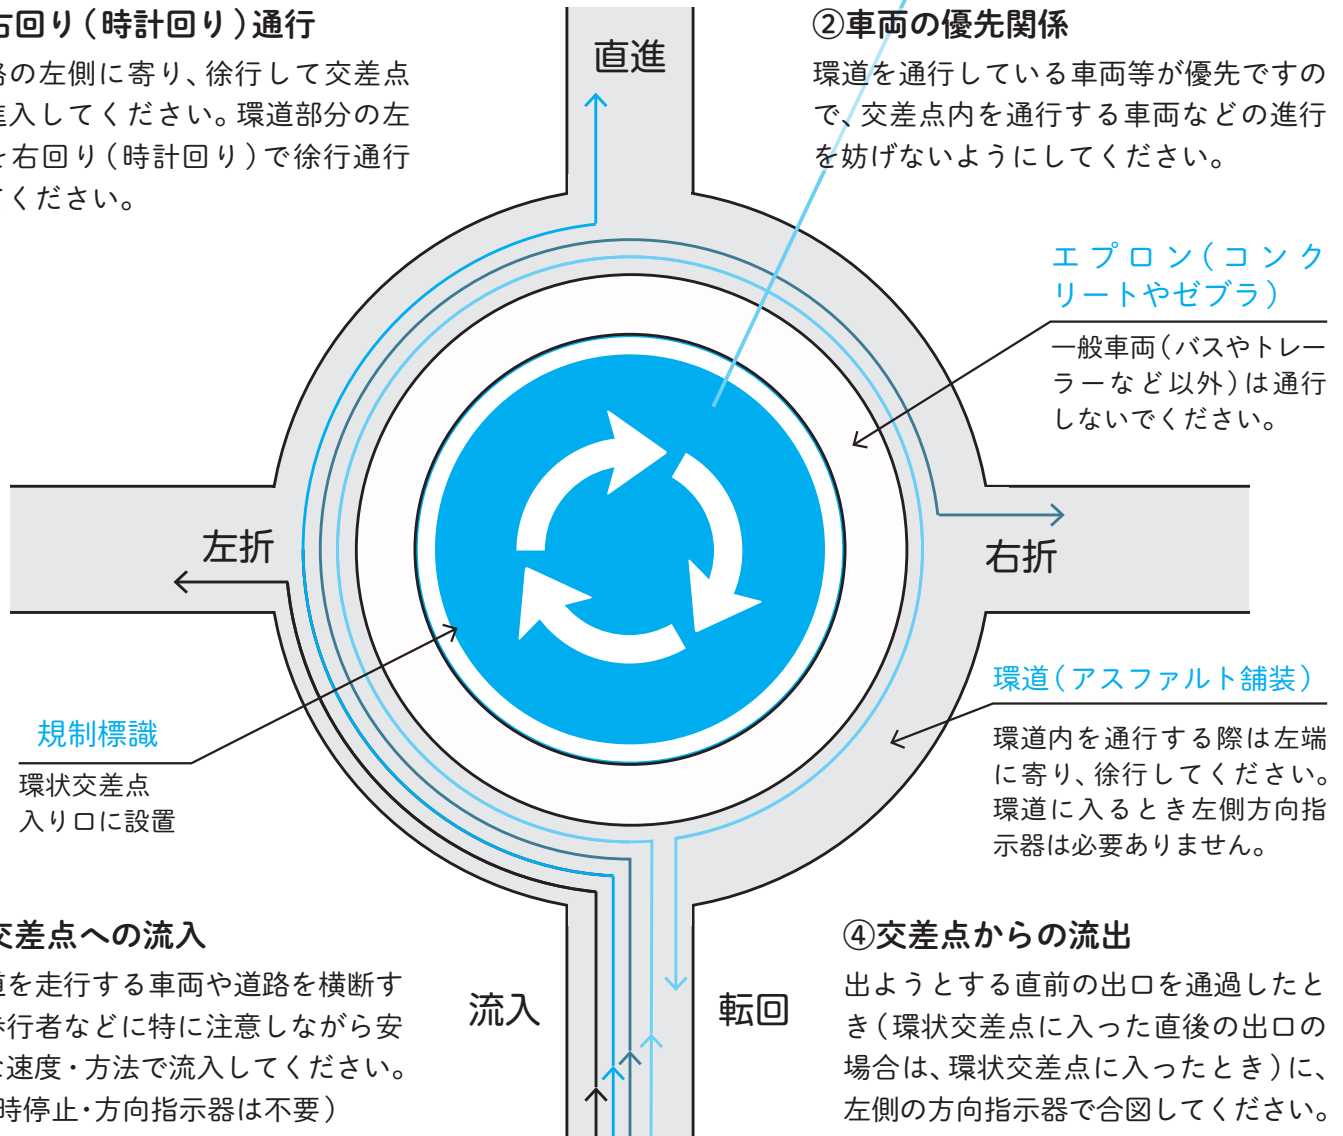 右回り(時計回り)通行
路の左側に寄り、徐行して交差点
進入してください。環道部分の左
を右回り(時計回り)で徐行通行
てください。
②車両の優先関係
環道を通行している車両等が優先ですの
で、交差点内を通行する車両などの進行
を妨げないようにしてください。
直進
エプロン(コンク
リートやゼブラ)
一般車両(バスやトレー
ラーなど以外)は通行
しないでください。
左折
右折
規制標識
環状交差点
入り口に設置
環道(アスファルト舗装)
環道内を通行する際は左端
に寄り、徐行してください。
環道に入るとき左側方向指
示器は必要ありません。
交差点への流入
道を走行する車両や道路を横断す
歩行者などに特に注意しながら安
な速度・方法で流入してください。
時停止・方向指示器は不要)
流入
転回
④交差点からの流出
出ようとする直前の出口を通過したと
き(環状交差点に入った直後の出口の
場合は、環状交差点に入ったとき)に、
左側の方向指示器で合図してください。